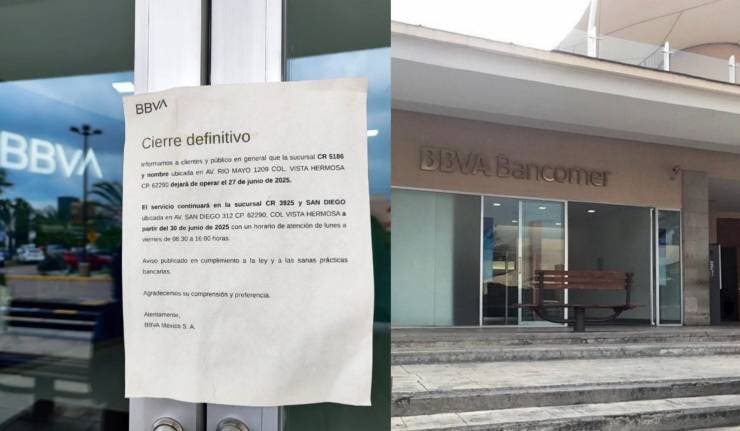 BBVA
BBVA
Cierre definitivo
Informamos a clientes y público en general que la sucursal CR 5186
y nombre ubicada en AV. RIO MAYO 1209 COL. VISTA HERMOSA
CP. 62290 dejará de operar el 27 de junio de 2025.
El servicio continuará en la sucursal CR 3925 y SAN DIEGO
ubicada en AV. SAN DIEGO 312 CP. 62290, COL VISTA HERMOSA a
partir del 30 de junio de 2025 con un horario de atención de lunes a
viernes de 08:30 a 16:00 horas.
Aviso publicado en cumplimiento a la ley y a las sanas prácticas
bancarias.
Agradecemos su comprensión y preferencia.
Atentamente,
BBVA México S. A.
BBVA Bancomer